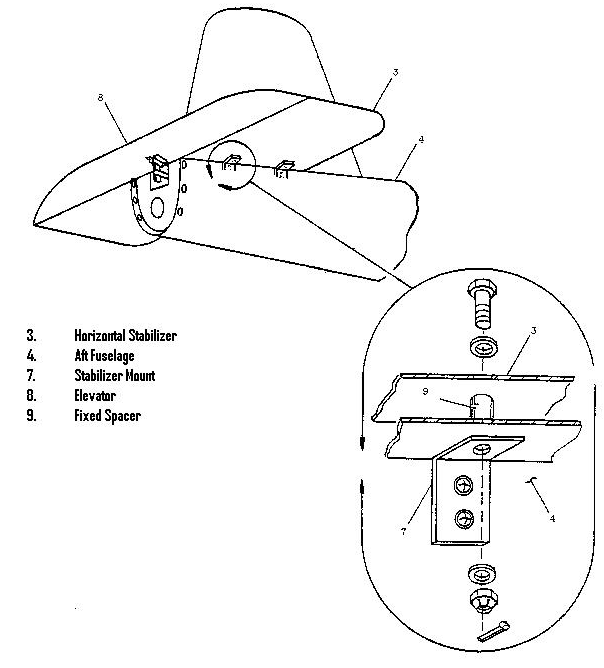 8
3
4
3
9
7
4
3. Horizontal Stabilizer
4. Aft Fuselage
7. Stabilizer Mount
8. Elevator
9. Fixed Spacer